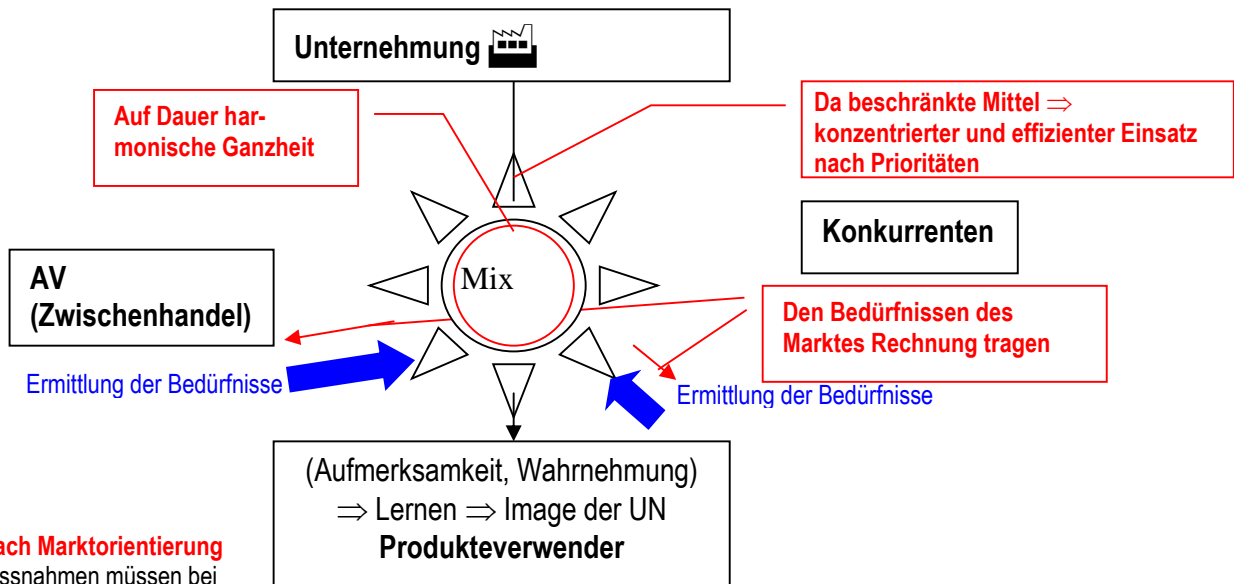 Unternehmung
Auf Dauer har-
monische Ganzheit
Da beschränkte Mittel ⇒
konzentrierter und effizienter Einsatz
nach Prioritäten
Konkurrenten
AV
(Zwischenhandel)
Mix
Den Bedürfnissen des
Marktes Rechnung tragen
Ermittlung der Bedürfnisse
Ermittlung der Bedürfnisse
(Aufmerksamkeit, Wahrnehmung)
⇒ Lernen ⇒ Image der UN
Produkteverwender
Marktorientierung
müssen bei